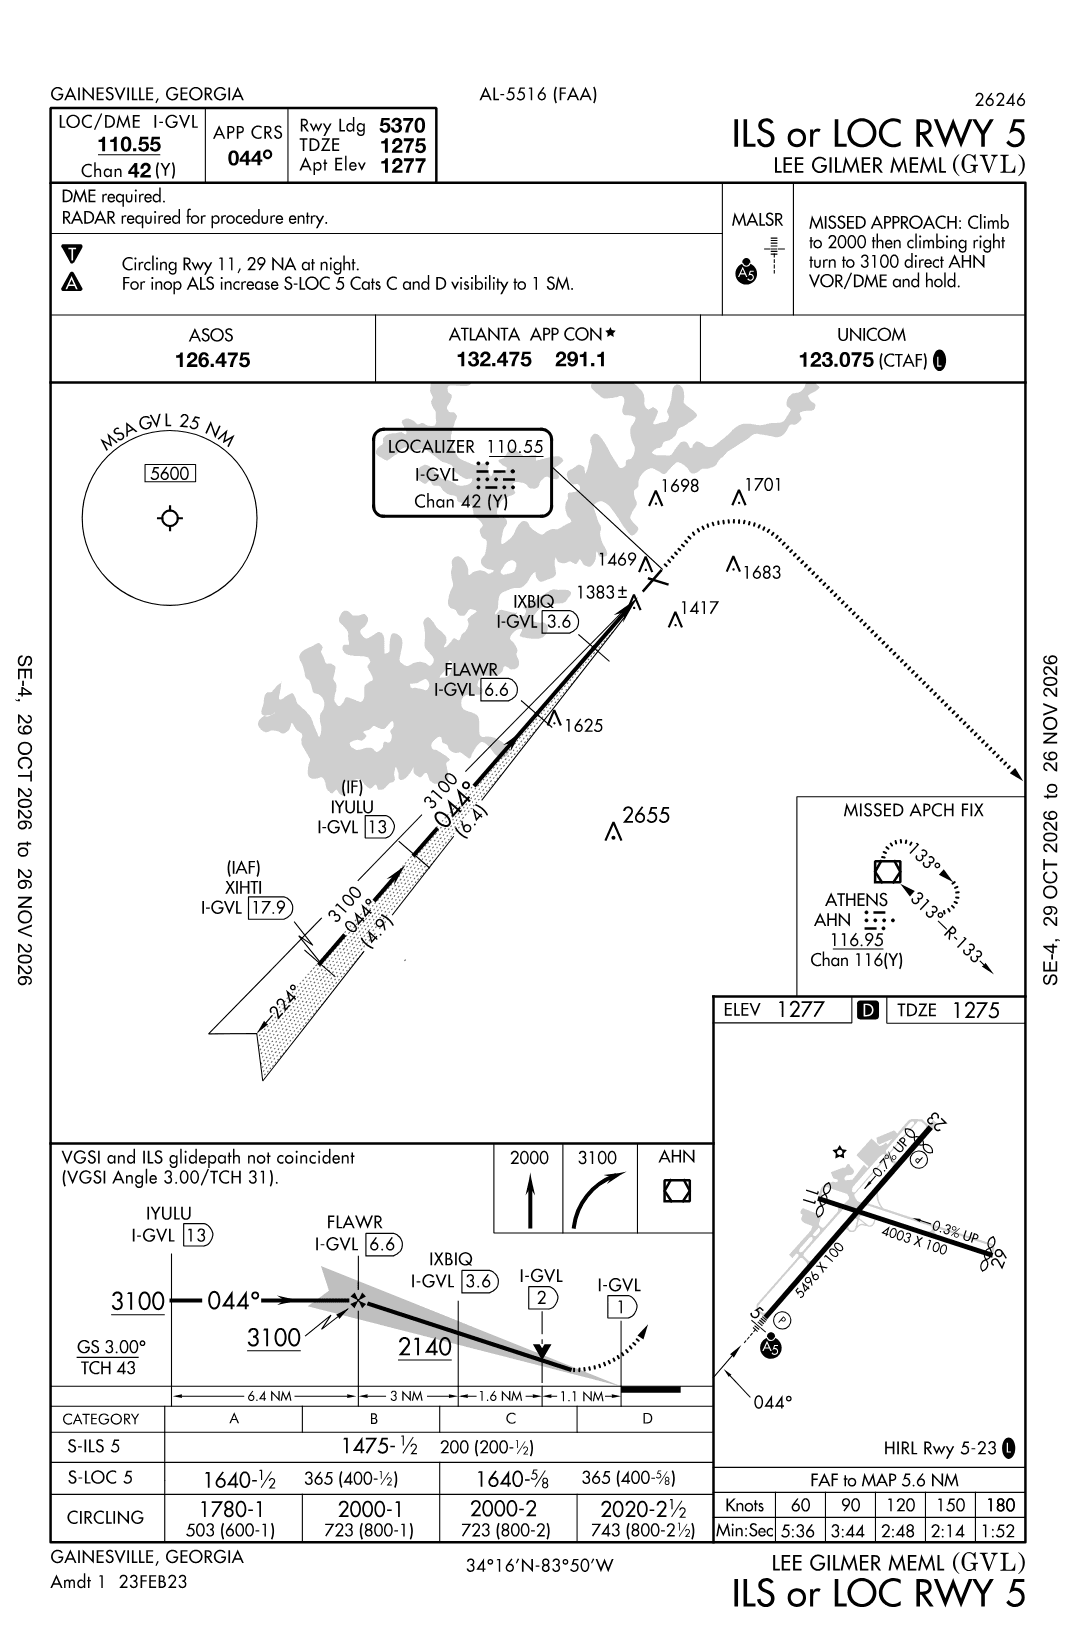 GAINESVILLE, GEORGIA
AL-5516 (FAA)
26246
LOC/DME I-GVL
110.55
Chan 42 (Y)
APP CRS
044°
Rwy Ldg 5370
TDZE 1275
Apt Elev 1277
ILS or LOC RWY 5
LEE GILMER MEML (GVL)
DME required.
RADAR required for procedure entry.
T
A
Circling Rwy 11, 29 NA at night.
For inop ALS increase S-LOC 5 Cats C and D visibility to 1 SM.
MALSR
A5
MISSED APPROACH: Climb
to 2000 then climbing right
turn to 3100 direct AHN
VOR/DME and hold.
ASOS
126.475
ATLANTA APP CON★
132.475 291.1
UNICOM
123.075 (CTAF) L
MSA GVL 25 NM
5600
LOCALIZER 110.55
I-GVL
Chan 42 (Y)
1698
1701
1469
1683
1383±
1417
IXBIQ
I-GVL 3.6
FLAWR
I-GVL 6.6
1625
(IF)
IYULU
I-GVL 13
3100
044°
(6.4)
2655
(IAF)
XIHTI
I-GVL 17.9
3100
044°
(4.9)
224°
MISSED APCH FIX
133°
ATHENS
AHN
116.95
Chan 116(Y)
313°
R-133
SE-4, 29 OCT 2026 to 26 NOV 2026
SE-4, 29 OCT 2026 to 26 NOV 2026
ELEV 1277
D
TDZE 1275
23
P
0.7% UP
11
0.3% UP
4003 X 100
29
5496 X 100
5
P
A5
044°
HIRL Rwy 5-23 L
FAF to MAP 5.6 NM
Knots 60 90 120 150 180
Min:Sec 5:36 3:44 2:48 2:14 1:52
VGSI and ILS glidepath not coincident
(VGSI Angle 3.00/TCH 31).
2000
3100
AHN
IYULU
I-GVL 13
FLAWR
I-GVL 6.6
IXBIQ
I-GVL 3.6
I-GVL
2
I-GVL
1
3100
044°
3100
2140
GS 3.00°
TCH 43
6.4 NM
3 NM
1.6 NM
1.1 NM
CATEGORY A B C D
S-ILS 5 1475-½ 200 (200-½)
S-LOC 5 1640-½ 365 (400-½) 1640-⅝ 365 (400-⅝)
CIRCLING
1780-1 2000-1 2000-2 2020-2½
503 (600-1) 723 (800-1) 723 (800-2) 743 (800-2½)
GAINESVILLE, GEORGIA
Amdt 1 23FEB23
34°16'N-83°50'W
LEE GILMER MEML (GVL)
ILS or LOC RWY 5